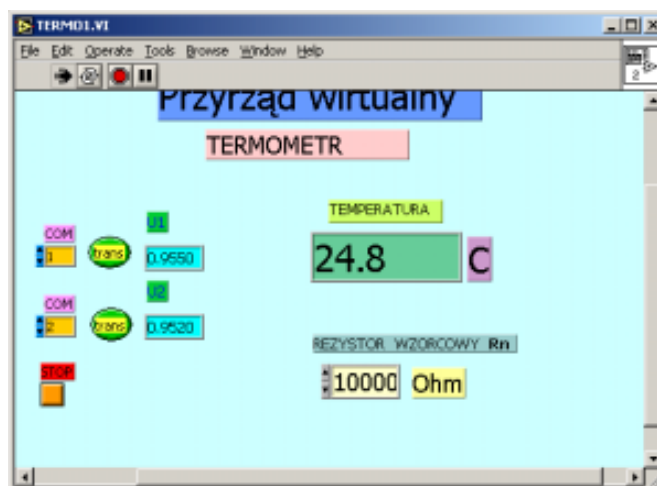 TERMO1.VI
File Edit Operate Tools Browse Window Help
2
Przyrząd wirtualny
TERMOMETR
TEMPERATURA
24.8 C
U1
COM
1 trans 0.9550
U2
COM
2 trans 0.9520
REZYSTOR WZORCOWY Rn
10000 Ohm
STOP